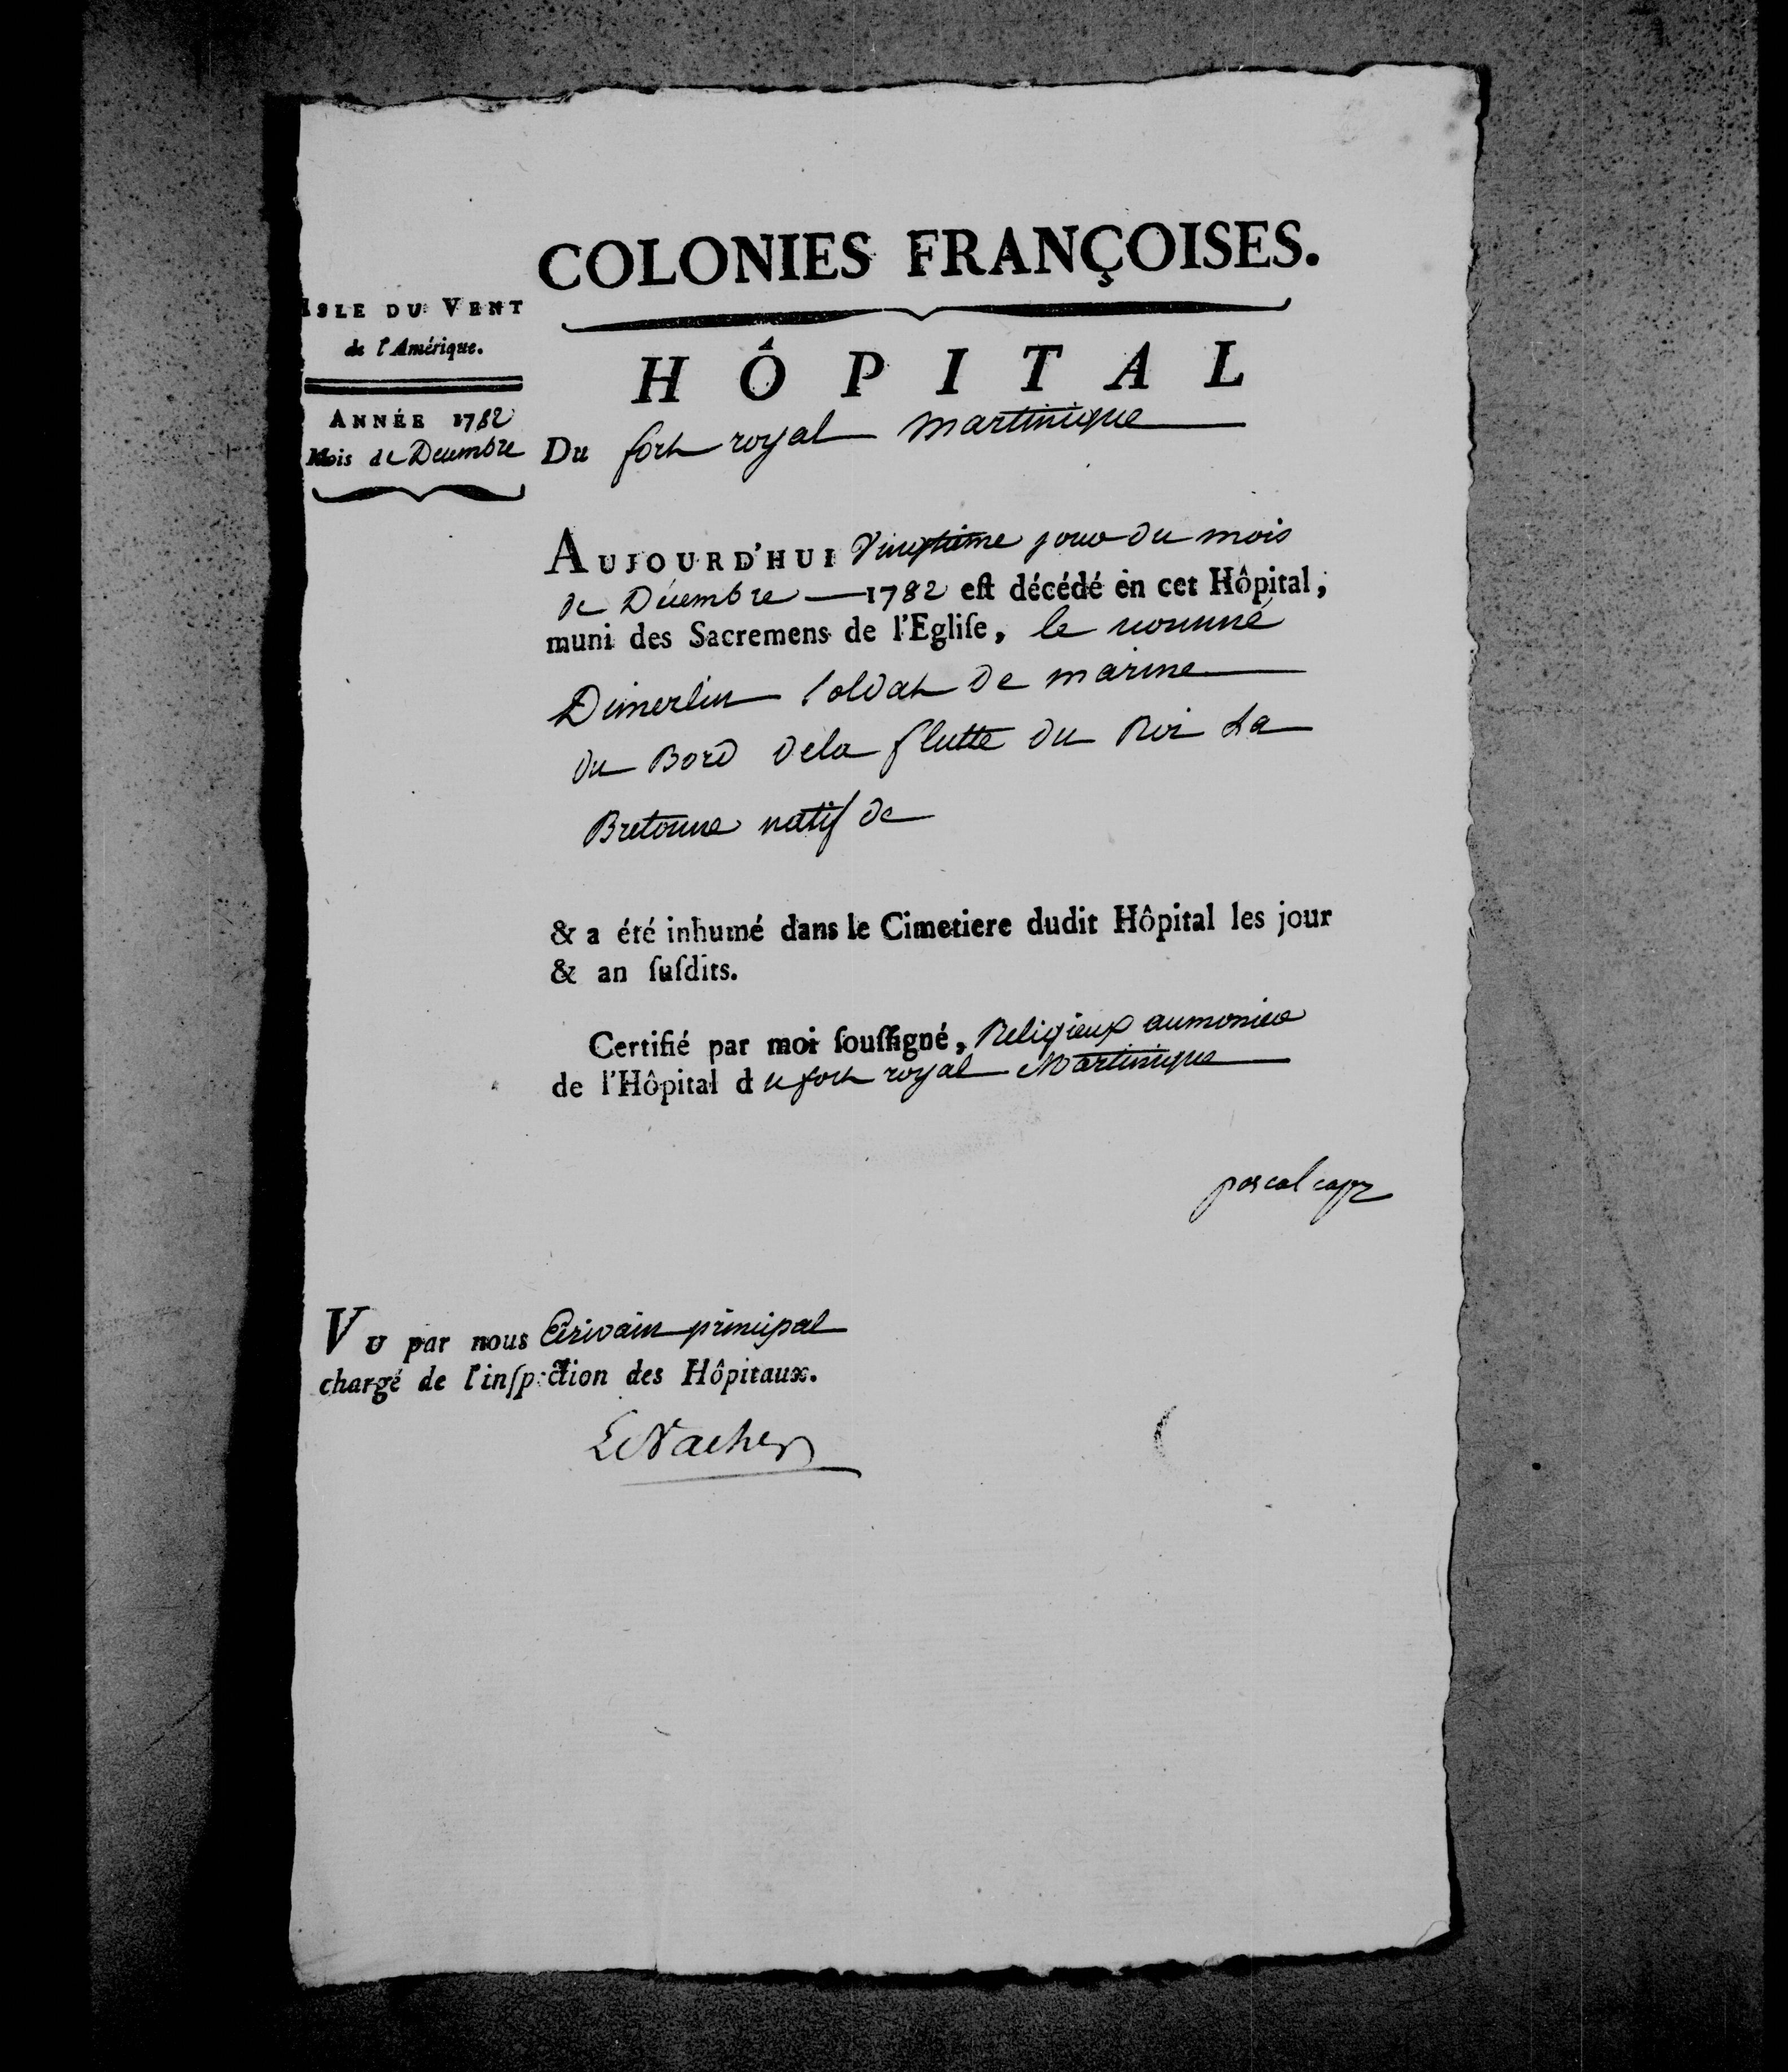 COLONIES FRANÇOISES.
ISLE DU VENT
de l'Amérique.
HÔPITAL
ANNÉE 1782
Mois de Decembre
Du fort royal Martinique
AUJOURD'HUI Vingtieme jour du mois
de Decembre 1782 eſt décédé en cet Hôpital,
muni des Sacremens de l'Egliſe, le nommé
Dimerlin Soldat de marine
du Bord dela flutte du Roi La
Bretonne natif de
& a été inhumé dans le Cimetiere dudit Hôpital les jour
& an ſuſdits.
Certifié par moi ſouſſigné, Religieux aumonier
de l'Hôpital du fort royal Martinique
pascal cap
VU par nous Ecrivain principal
chargé de l'inſpection des Hôpitaux.